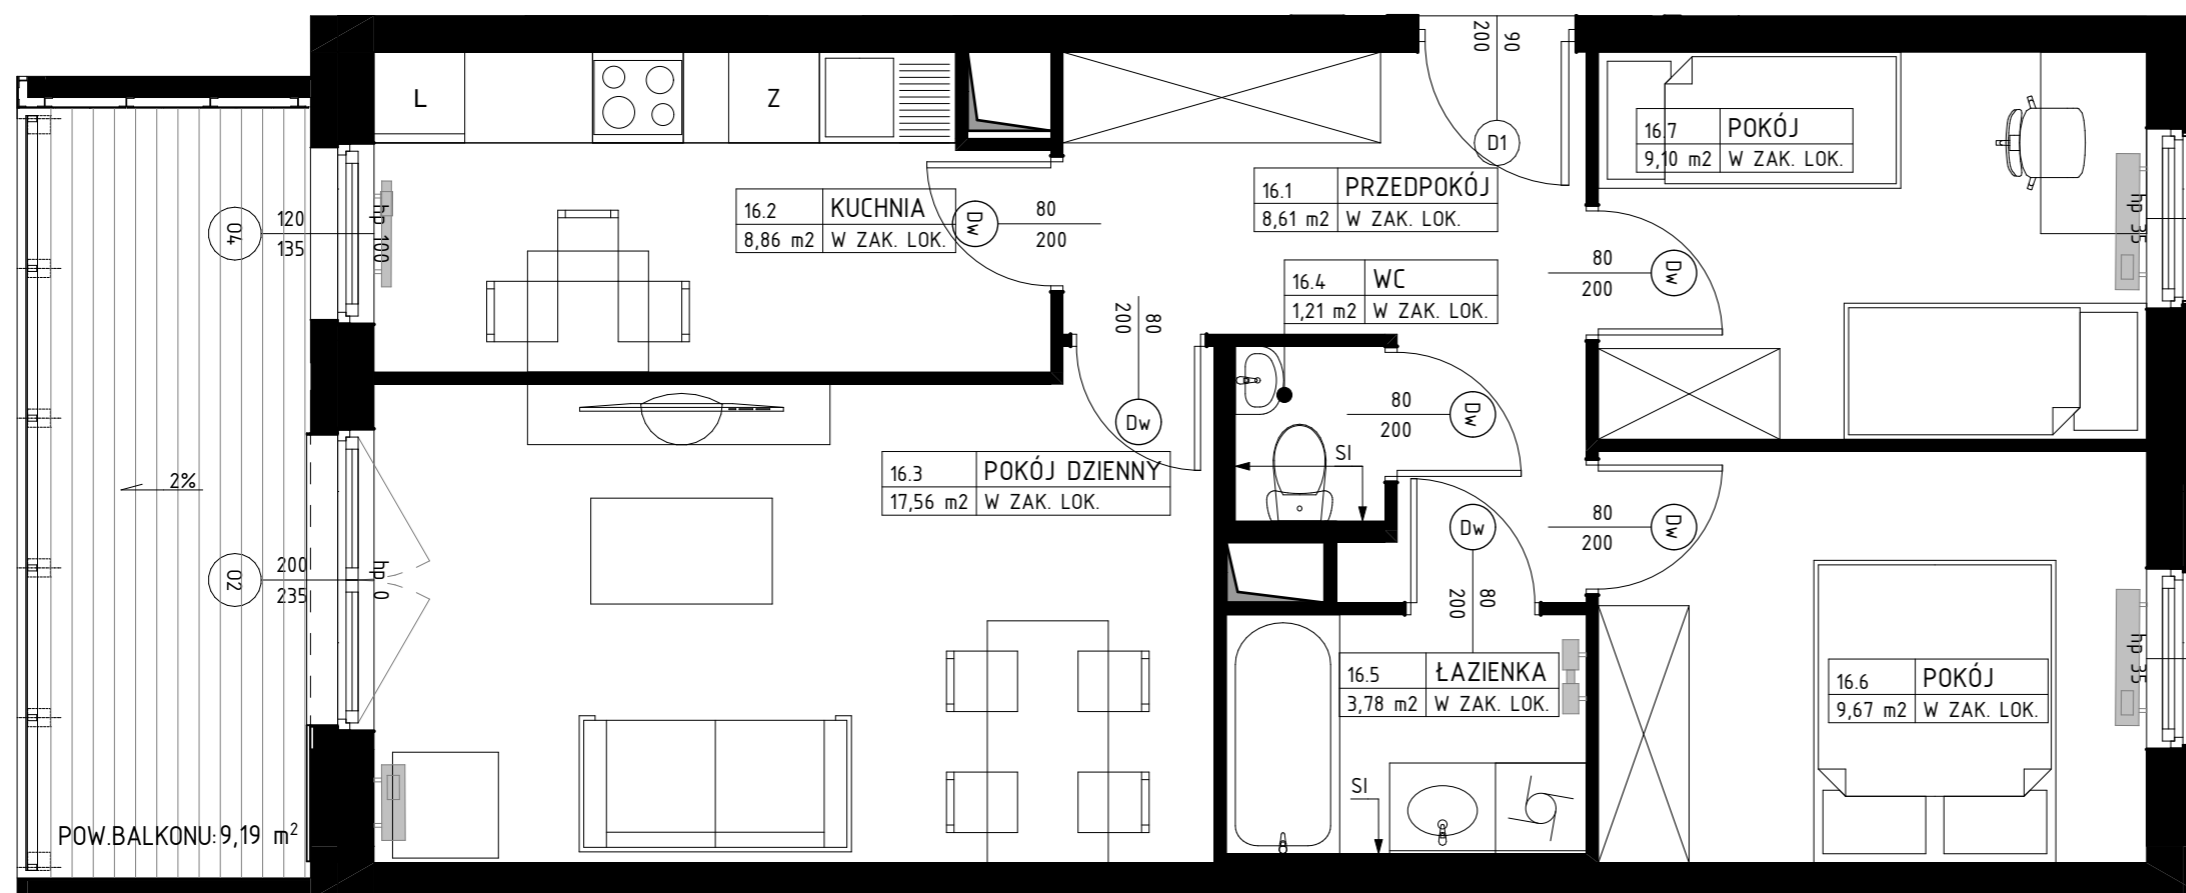 L
Z
90
200
D1
16.7 POKÓJ
9,10 m2 W ZAK. LOK.
hp 35
16.1 PRZEDPOKÓJ
8,61 m2 W ZAK. LOK.
16.2 KUCHNIA
8,86 m2 W ZAK. LOK.
Dw
80
200
04
120
135
hp 100
16.4 WC
1,21 m2 W ZAK. LOK.
80
200
Dw
80
200
Dw
80
200
Dw
SI
16.3 POKÓJ DZIENNY
17,56 m2 W ZAK. LOK.
2%
02
200
235
hp 0
Dw
80
200
80
200
Dw
16.5 ŁAZIENKA
3,78 m2 W ZAK. LOK.
16.6 POKÓJ
9,67 m2 W ZAK. LOK.
hp 35
SI
POW.BALKONU: 9,19 m²